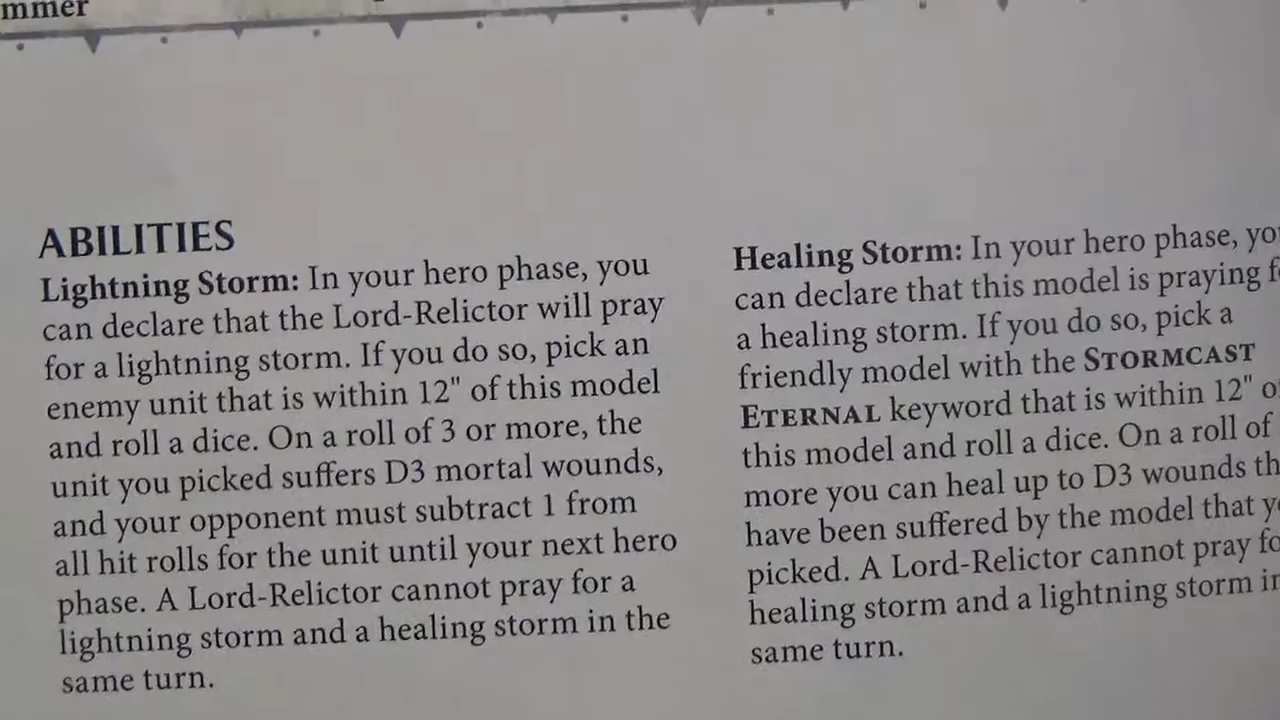 mmer
ABILITIES
Lightning Storm: In your hero phase, you
can declare that the Lord-Relictor will pray
for a lightning storm. If you do so, pick an
enemy unit that is within 12" of this model
and roll a dice. On a roll of 3 or more, the
unit you picked suffers D3 mortal wounds,
and your opponent must subtract 1 from
all hit rolls for the unit until your next hero
phase. A Lord-Relictor cannot pray for a
lightning storm and a healing storm in the
same turn.
Healing Storm: In your hero phase, yo
can declare that this model is praying f
a healing storm. If you do so, pick a
friendly model with the STORMCAST
ETERNAL keyword that is within 12" o
this model and roll a dice. On a roll of
more you can heal up to D3 wounds th
have been suffered by the model that y
picked. A Lord-Relictor cannot pray fo
healing storm and a lightning storm in
same turn.